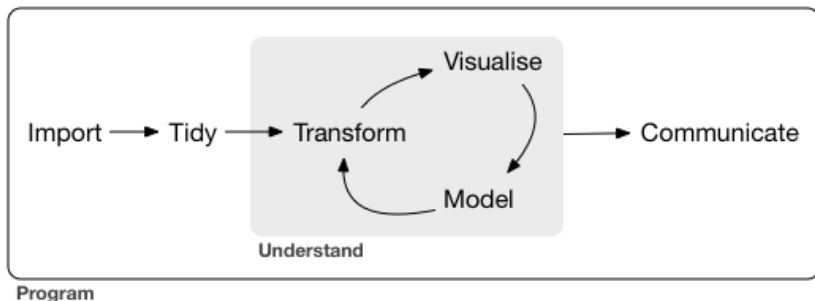 Visualise
Import
Tidy
Transform
Communicate
Model
Understand
Program